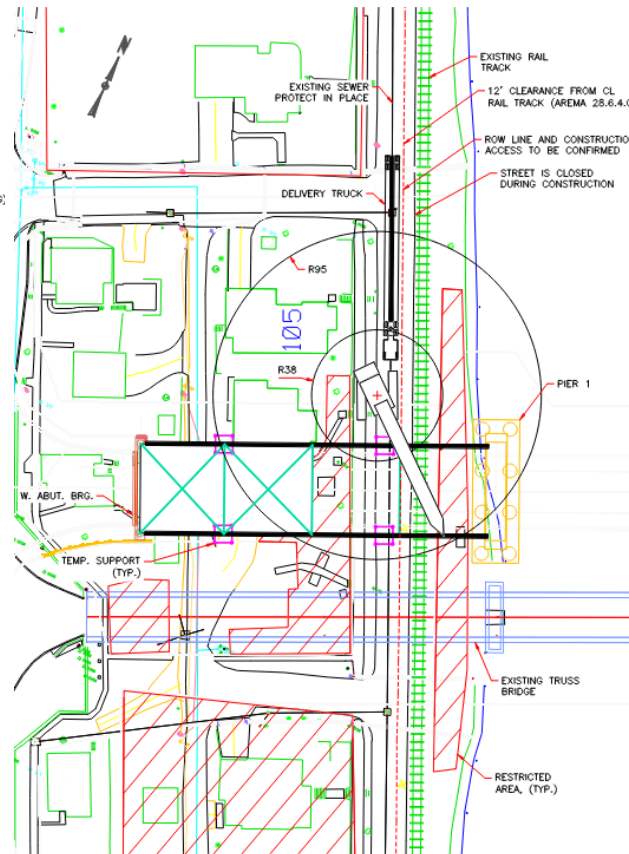 N
EXISTING RAIL
TRACK
EXISTING SEWER
PROTECT IN PLACE
12' CLEARANCE FROM CL
RAIL TRACK (AREMA 28.6.4.
ROW LINE AND CONSTRUCTIO
ACCESS TO BE CONFIRMED
STREET IS CLOSED
DURING CONSTRUCTION
DELIVERY TRUCK
R95
105
R38
PIER 1
W. ABUT. BRG.
TEMP. SUPPORT
(TYP.)
EXISTING TRUSS
BRIDGE
RESTRICTED
AREA, (TYP.)